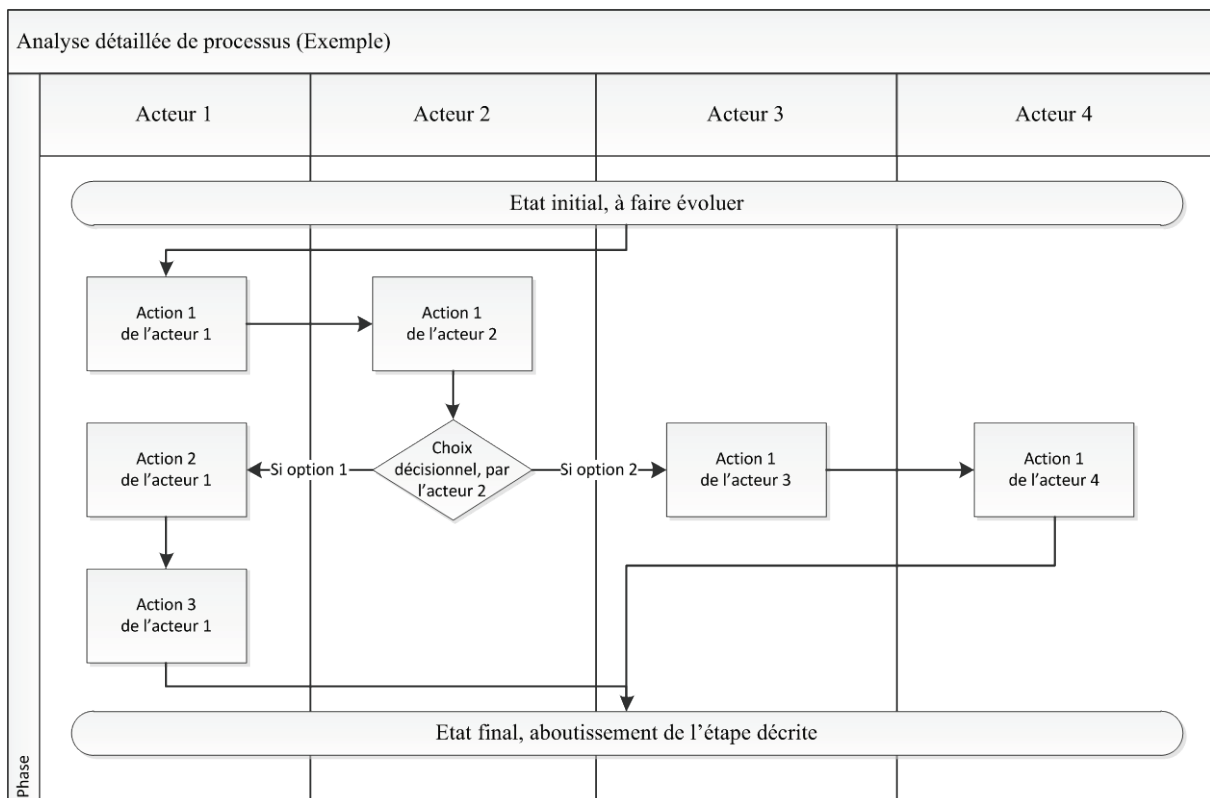 Analyse détaillée de processus (Exemple)
Acteur 1
Acteur 2
Acteur 3
Acteur 4
Etat initial, à faire évoluer
Action 1
de l’acteur 1
Action 1
de l’acteur 2
Action 2
de l’acteur 1
Si option 1
Choix
décisionnel, par
l’acteur 2
Si option 2
Action 1
de l’acteur 3
Action 1
de l’acteur 4
Action 3
de l’acteur 1
Etat final, aboutissement de l’étape décrite
Phase